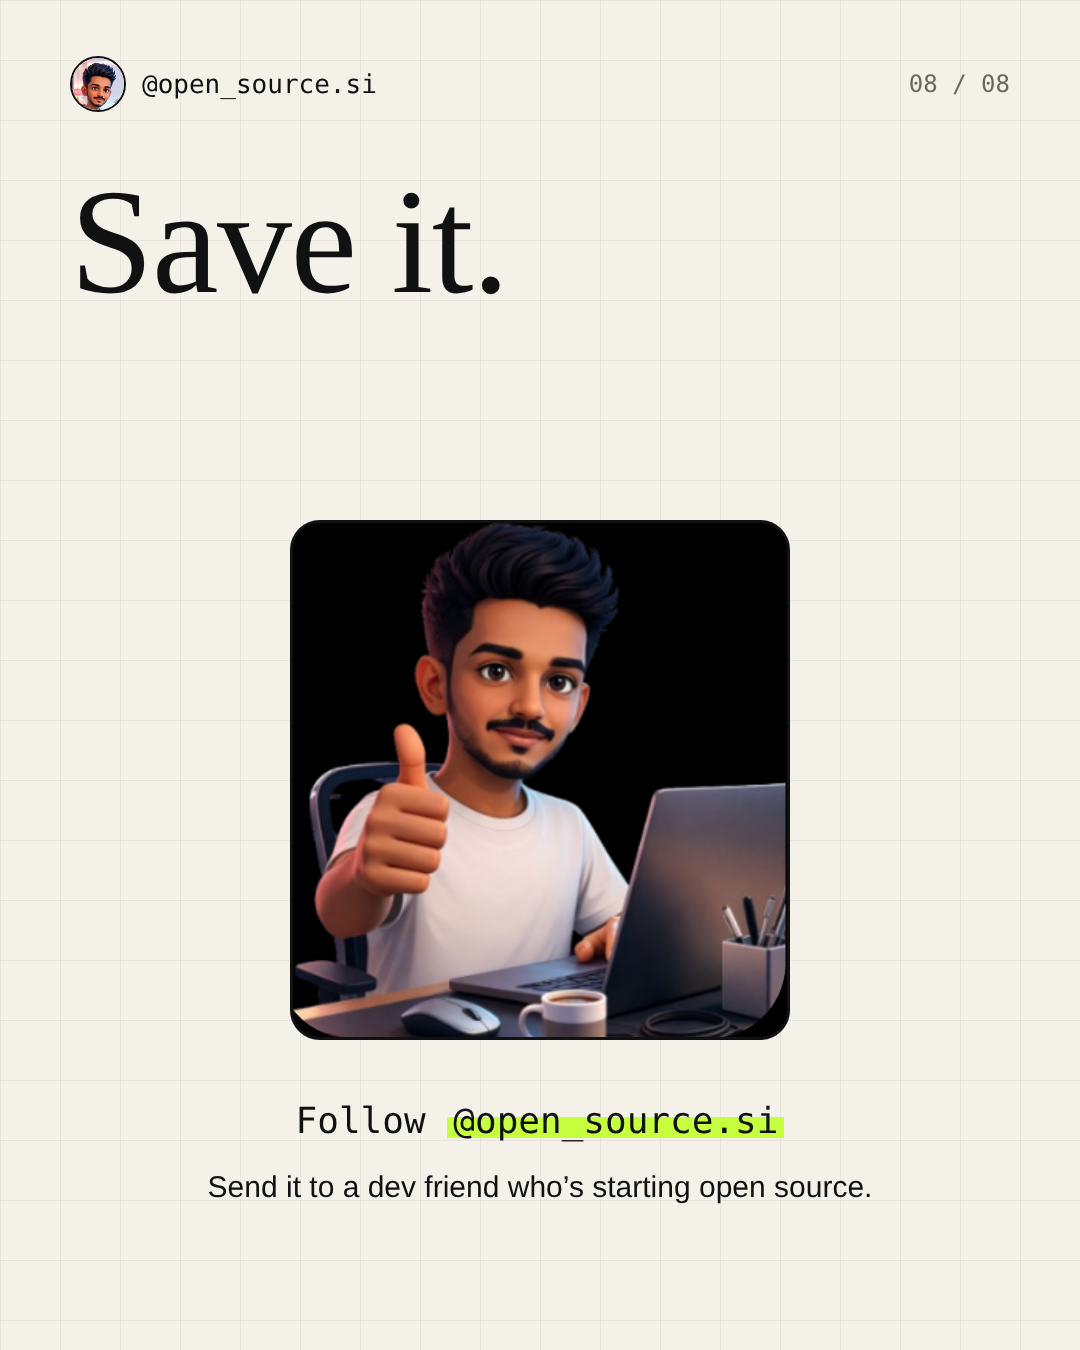 @open_source.si
08 / 08
Save it.
Follow @open_source.si
Send it to a dev friend who’s starting open source.